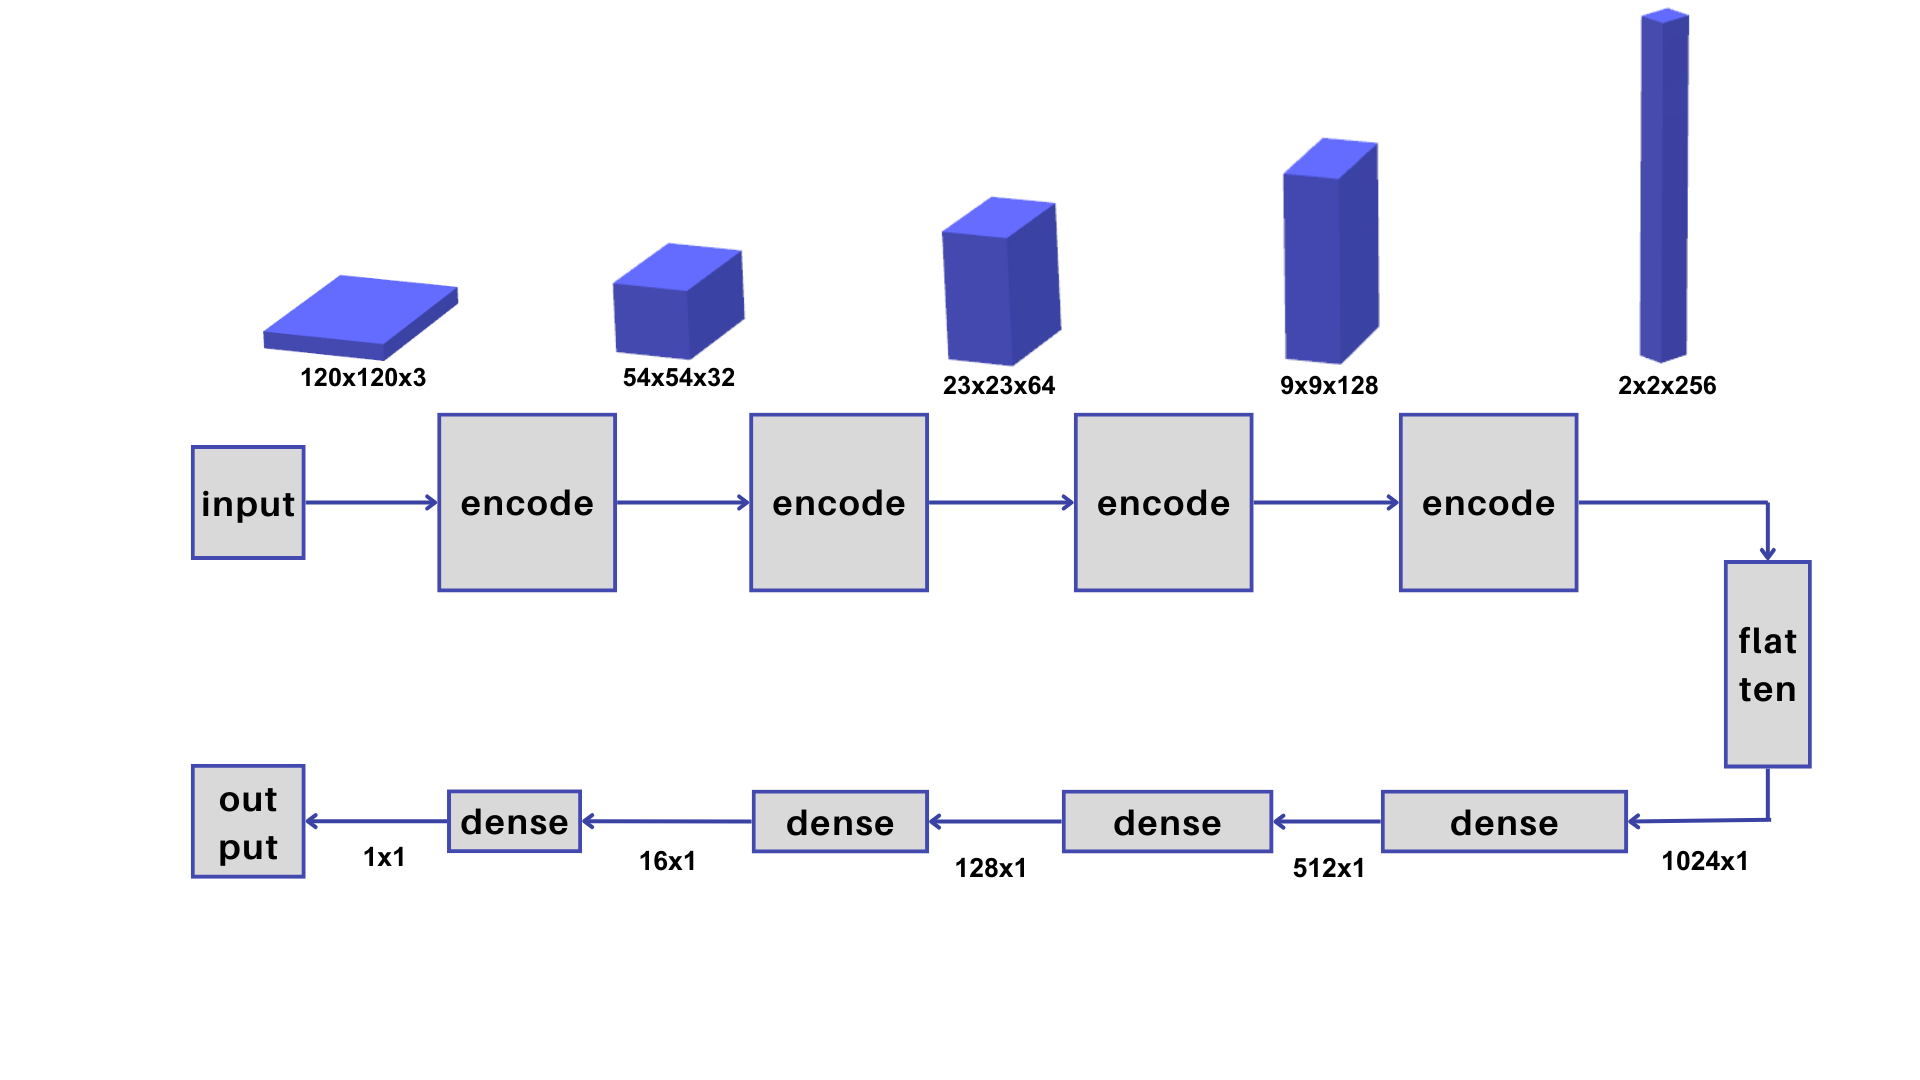 120x120x3
54x54x32
23x23x64
9x9x128
2x2x256
input
encode
encode
encode
encode
flat
ten
out
put
dense
dense
dense
dense
1x1
16x1
128x1
512x1
1024x1